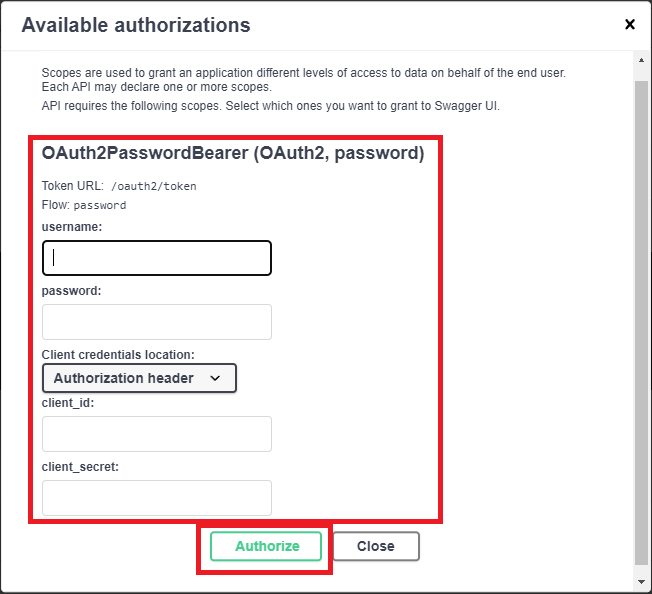 Available authorizations
Scopes are used to grant an application different levels of access to data on behalf of the end user.
Each API may declare one or more scopes.
API requires the following scopes. Select which ones you want to grant to Swagger UI.
OAuth2PasswordBearer (OAuth2, password)
Token URL: /oauth2/token
Flow: password
username:
password:
Client credentials location:
Authorization header
client_id:
client_secret:
Authorize Close